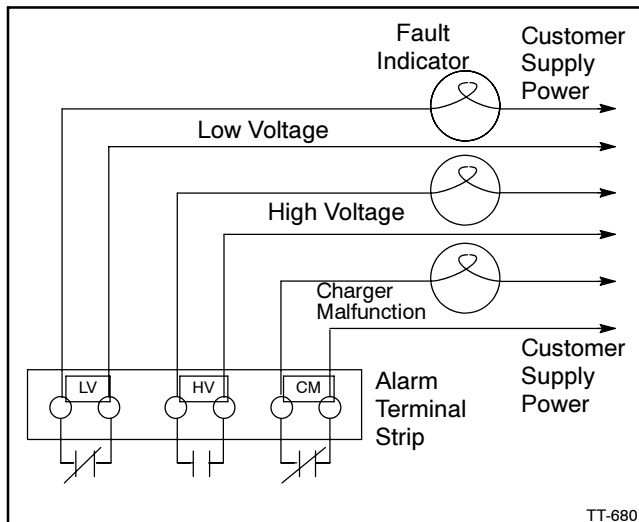 Fault
Indicator
Customer
Supply
Power
Low Voltage
High Voltage
Charger
Malfunction
LV
HV
CM
Alarm
Terminal
Strip
Customer
Supply
Power
TT-680